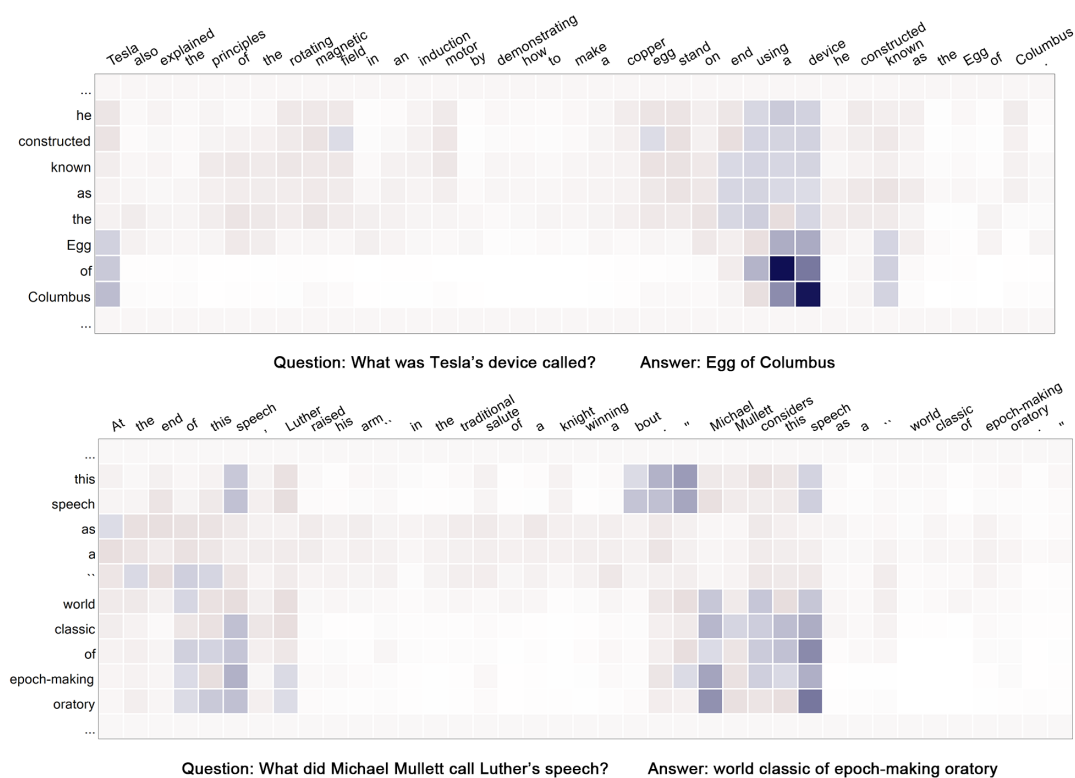 Tesla also explained the principles of the rotating magnetic field in an induction motor by demonstrating how to make a copper egg stand on end using a device he constructed known as the Egg of Columbus .
...
he
constructed
known
as
the
Egg
of
Columbus
...
Question: What was Tesla's device called? Answer: Egg of Columbus
At the end of this speech , Luther raised his arm `` in the traditional salute of a knight winning a bout . " Michael Mullett considers this speech as a `` world classic of epoch-making oratory . "
...
this
speech
as
a
``
world
classic
of
epoch-making
oratory
...
Question: What did Michael Mullett call Luther's speech? Answer: world classic of epoch-making oratory